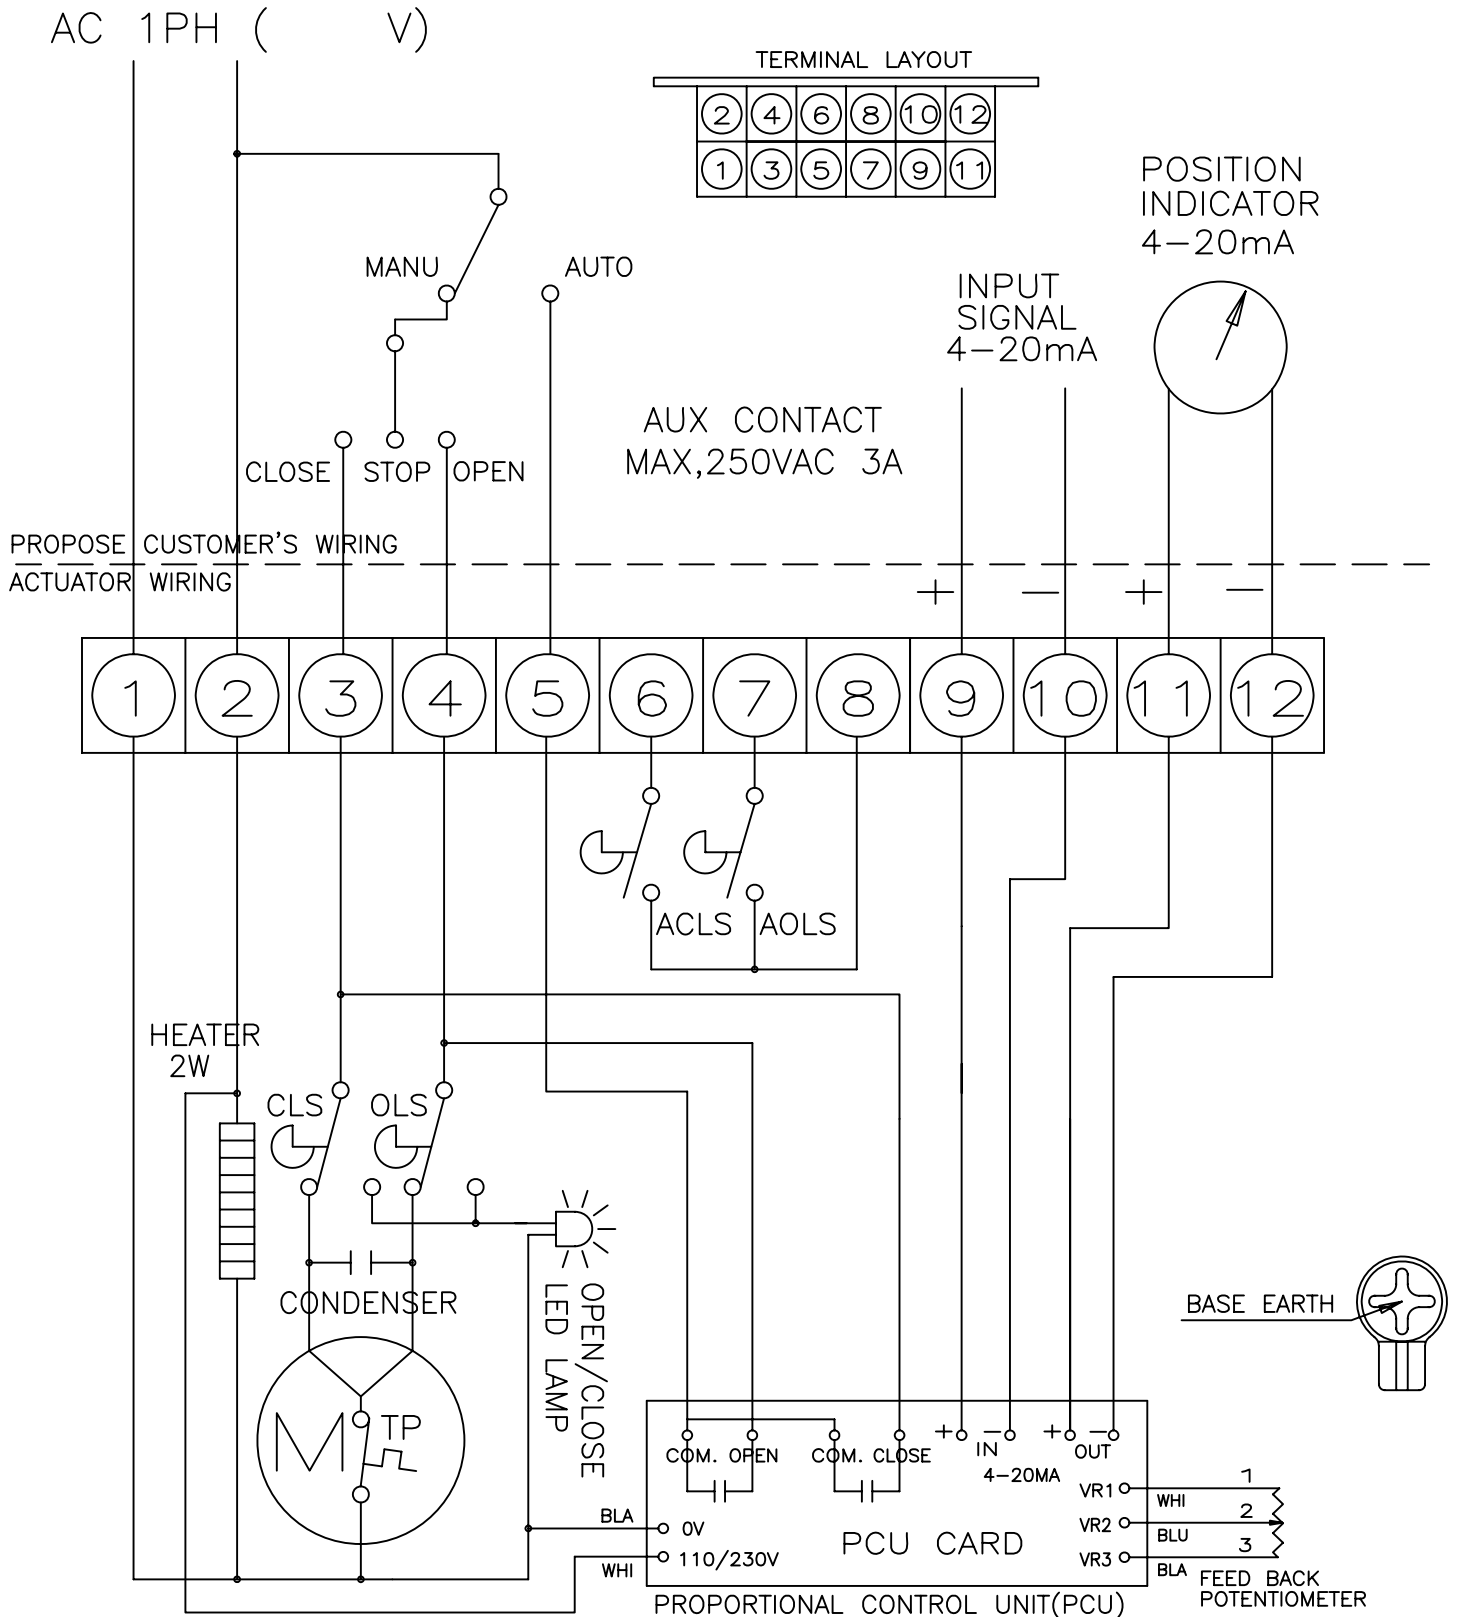 AC 1PH ( V)
TERMINAL LAYOUT
2 4 6 8 10 12
1 3 5 7 9 11
POSITION
INDICATOR
4-20mA
MANU
AUTO
INPUT
SIGNAL
4-20mA
AUX CONTACT
MAX,250VAC 3A
CLOSE STOP OPEN
PROPOSE CUSTOMER'S WIRING
ACTUATOR WIRING
+ - + -
1 2 3 4 5 6 7 8 9 10 11 12
ACLS AOLS
HEATER
2W
CLS OLS
CONDENSER
OPEN/CLOSE
LED LAMP
BASE EARTH
M TP
COM. OPEN COM. CLOSE
+ - + -
IN OUT
4-20MA
VR1 WHI 1
VR2 BLU 2
VR3 BLA 3
BLA 0V
WHI 110/230V
PCU CARD
FEED BACK
POTENTIOMETER
PROPORTIONAL CONTROL UNIT(PCU)